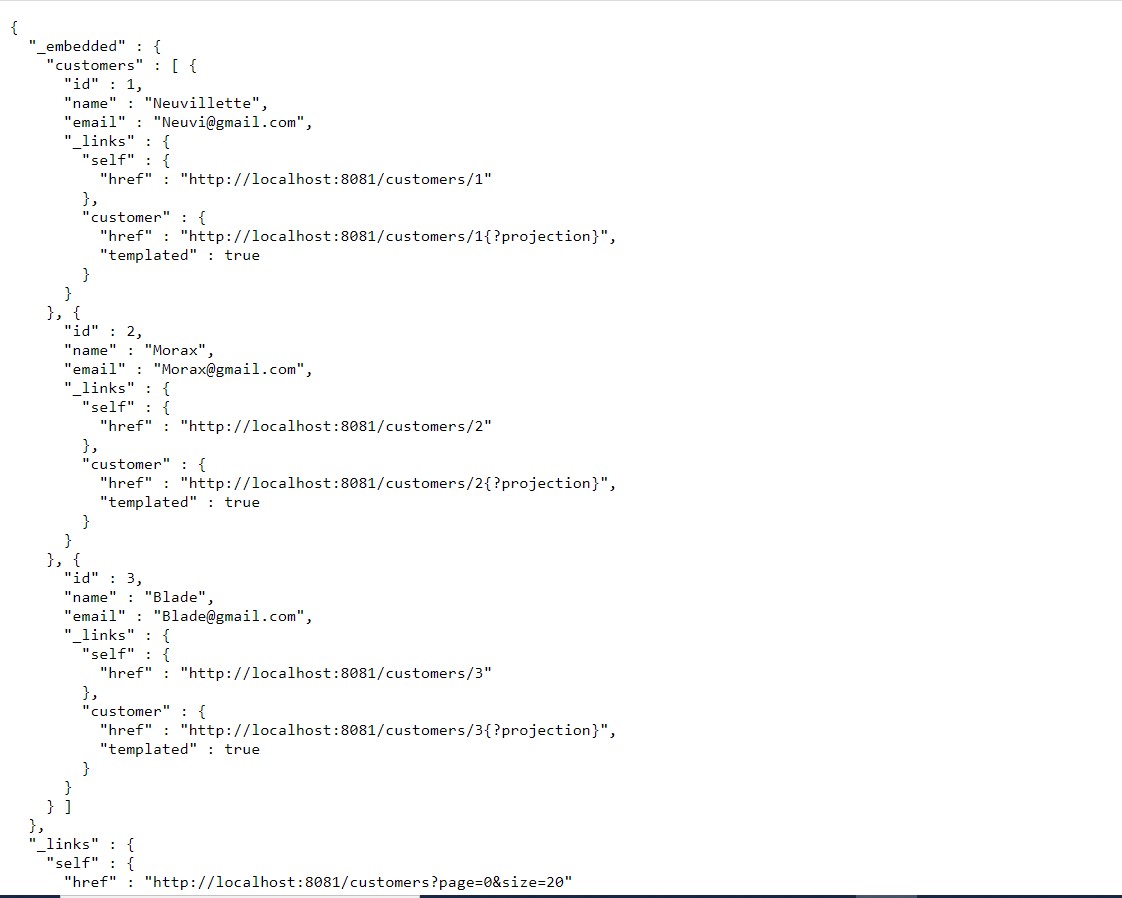 {
  "_embedded" : {
    "customers" : [ {
      "id" : 1,
      "name" : "Neuvillette",
      "email" : "Neuvi@gmail.com",
      "_links" : {
        "self" : {
          "href" : "http://localhost:8081/customers/1"
        },
        "customer" : {
          "href" : "http://localhost:8081/customers/1{?projection}",
          "templated" : true
        }
      }
    }, {
      "id" : 2,
      "name" : "Morax",
      "email" : "Morax@gmail.com",
      "_links" : {
        "self" : {
          "href" : "http://localhost:8081/customers/2"
        },
        "customer" : {
          "href" : "http://localhost:8081/customers/2{?projection}",
          "templated" : true
        }
      }
    }, {
      "id" : 3,
      "name" : "Blade",
      "email" : "Blade@gmail.com",
      "_links" : {
        "self" : {
          "href" : "http://localhost:8081/customers/3"
        },
        "customer" : {
          "href" : "http://localhost:8081/customers/3{?projection}",
          "templated" : true
        }
      }
    } ]
  },
  "_links" : {
    "self" : {
      "href" : "http://localhost:8081/customers?page=0&size=20"